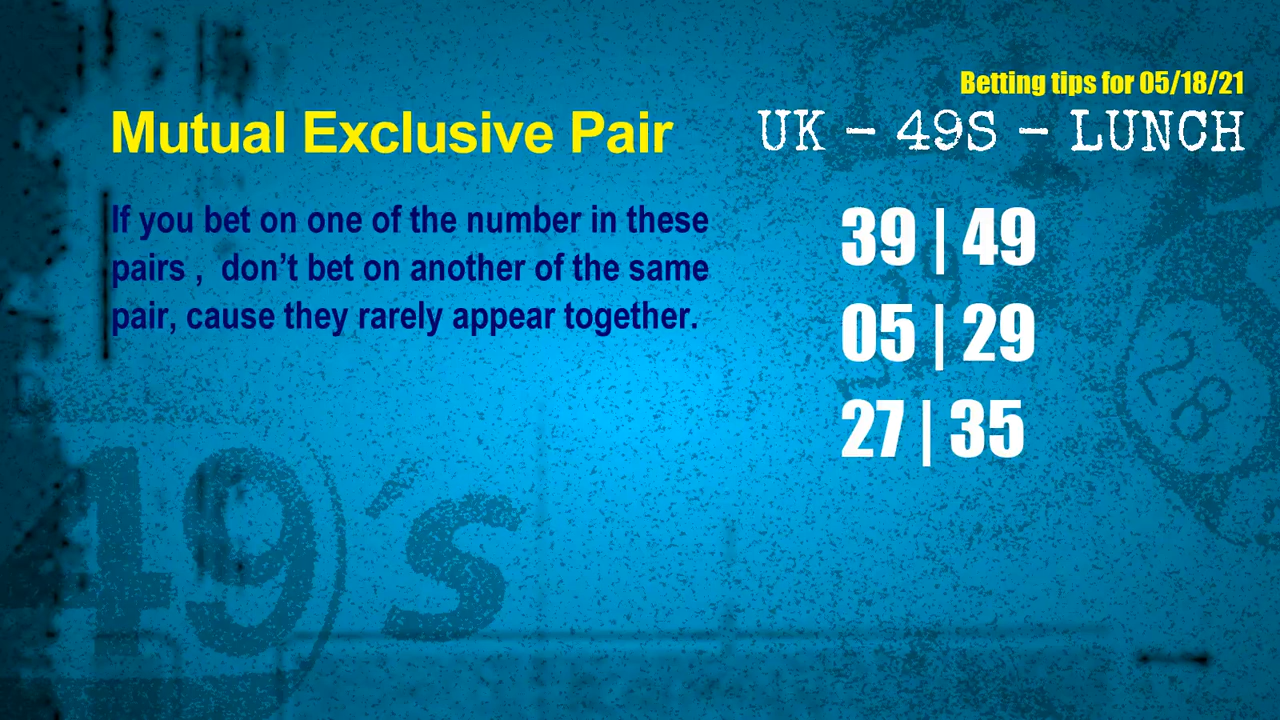 Betting tips for 05/18/21
Mutual Exclusive Pair
UK - 49S - LUNCH
If you bet on one of the number in these
pairs ,  don't bet on another of the same
pair, cause they rarely appear together.
39 | 49
05 | 29
27 | 35
28
49's